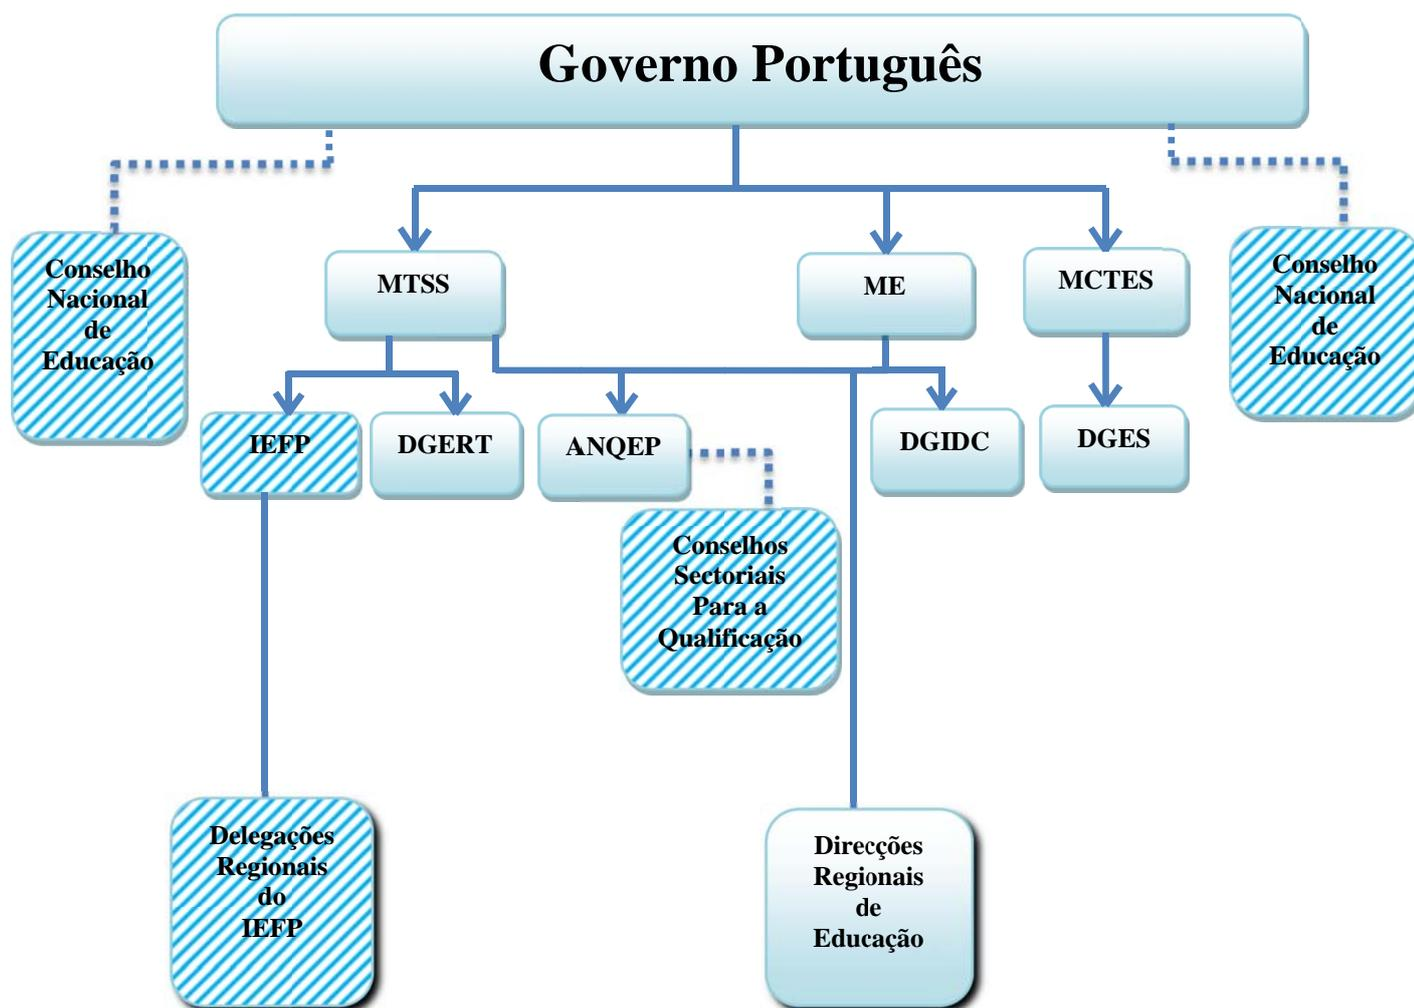 Governo Português
Conselho
Nacional
de
Educação
MTSS
ME
MCTES
Conselho
Nacional
de
Educação
IEFP
DGERT
ANQEP
DGIDC
DGES
Conselhos
Sectoriais
Para a
Qualificação
Delegações
Regionais
do
IEFP
Direcções
Regionais
de
Educação